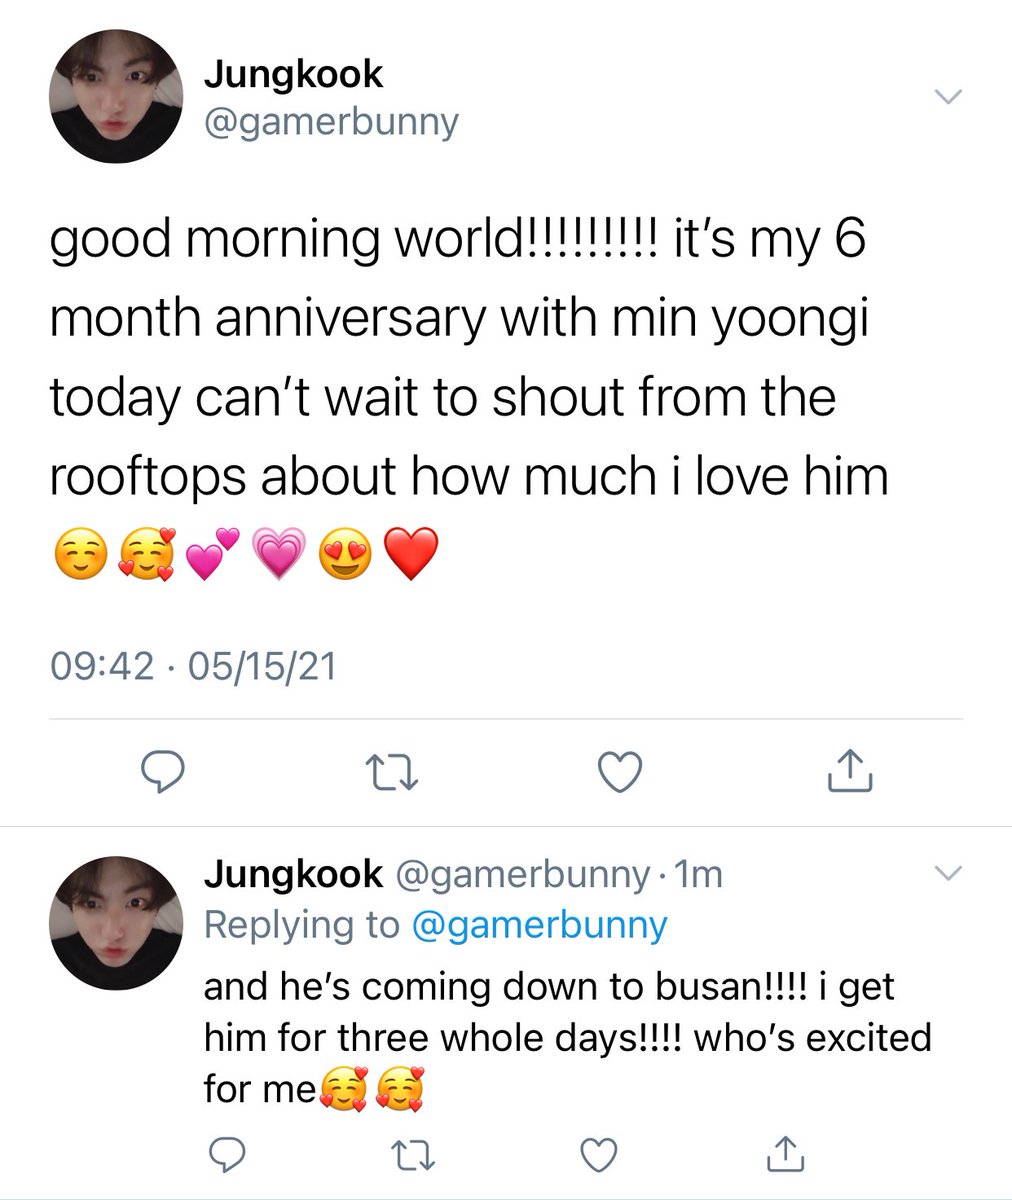 Jungkook
@gamerbunny
good morning world!!!!!!!!! it’s my 6
month anniversary with min yoongi
today can’t wait to shout from the
rooftops about how much i love him
☺️🥰💕💗😍❤️
09:42 · 05/15/21
Jungkook @gamerbunny · 1m
Replying to @gamerbunny
and he’s coming down to busan!!!! i get
him for three whole days!!!! who’s excited
for me🥰🥰